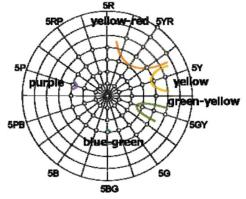 5R
yellow-red
5RP
5YR
5P
5Y
purple
yellow
green-yellow
5PB
5GY
blue-green
5B
5G
5BG